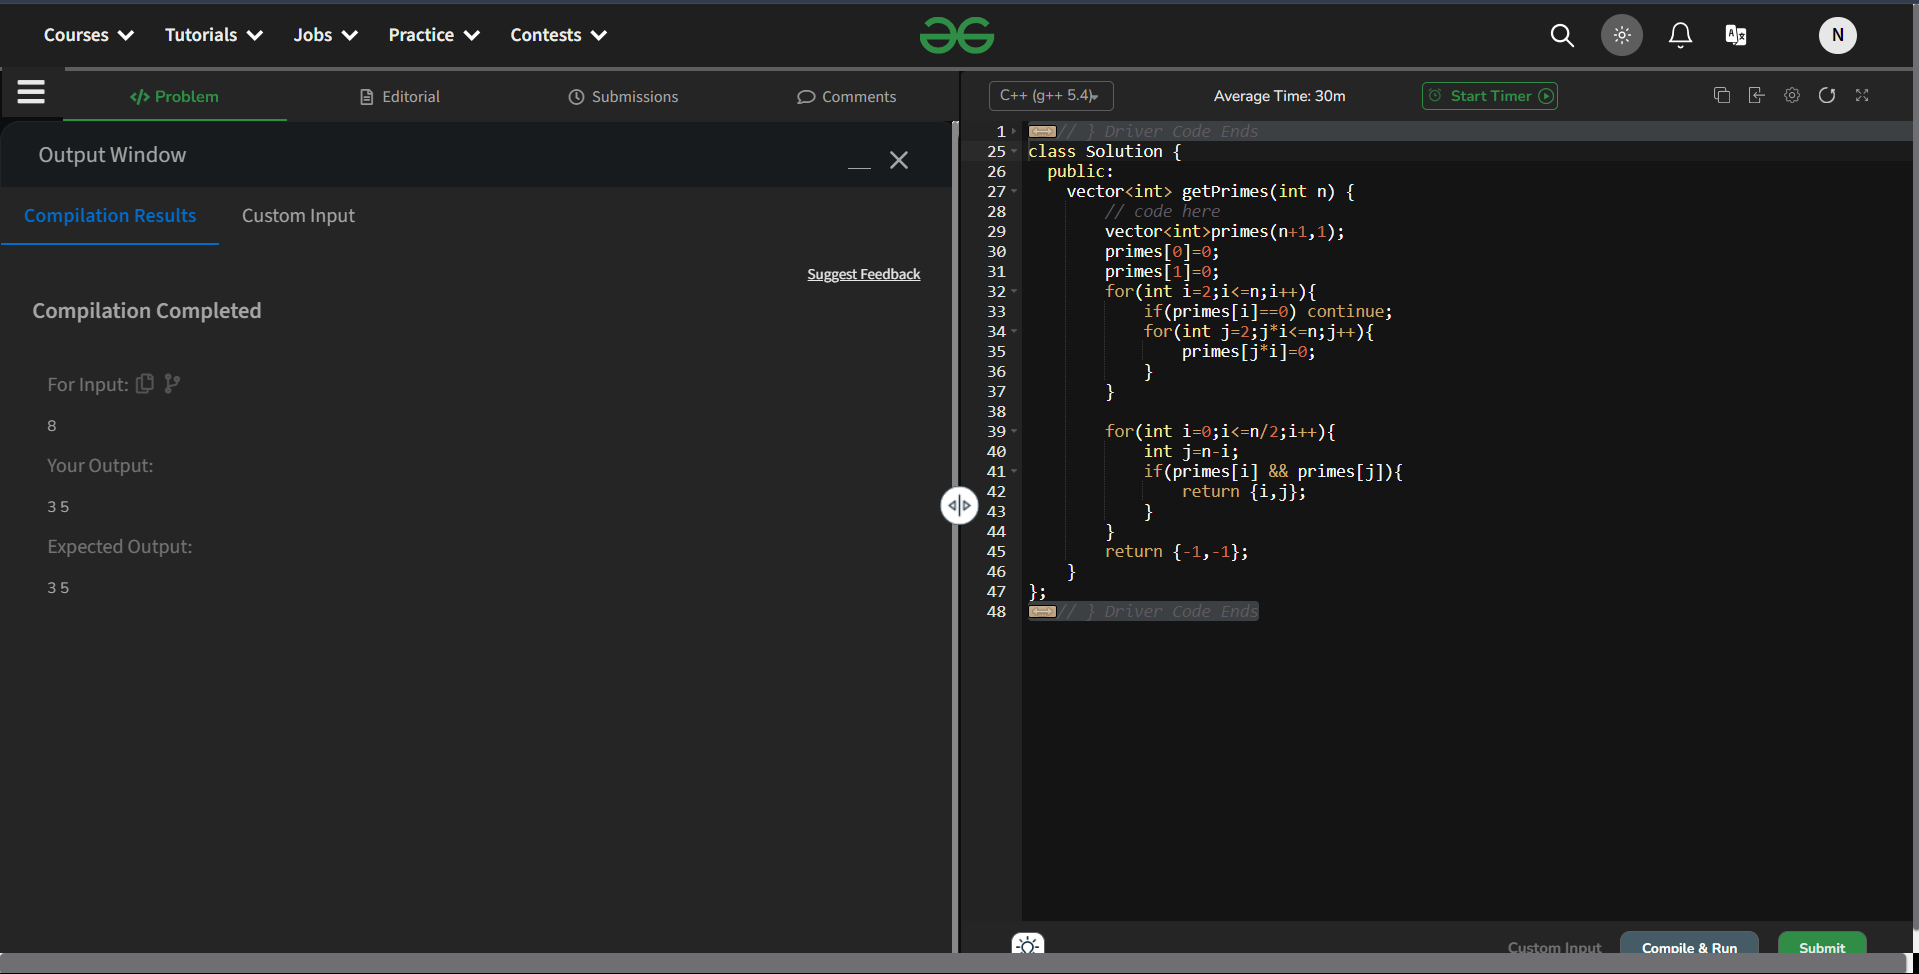 Courses Tutorials Jobs Practice Contests N
</> Problem Editorial Submissions Comments
Output Window
Compilation Results Custom Input
Suggest Feedback
Compilation Completed
For Input:
8
Your Output:
3 5
Expected Output:
3 5
C++ (g++ 5.4) Average Time: 30m Start Timer
1 // } Driver Code Ends
25 class Solution {
26 public:
27 vector<int> getPrimes(int n) {
28 // code here
29 vector<int>primes(n+1,1);
30 primes[0]=0;
31 primes[1]=0;
32 for(int i=2;i<=n;i++){
33 if(primes[i]==0) continue;
34 for(int j=2;j*i<=n;j++){
35 primes[j*i]=0;
36 }
37 }
38
39 for(int i=0;i<=n/2;i++){
40 int j=n-i;
41 if(primes[i] && primes[j]){
42 return {i,j};
43 }
44 }
45 return {-1,-1};
46 }
47 };
48 // } Driver Code Ends
Custom Input Compile & Run Submit